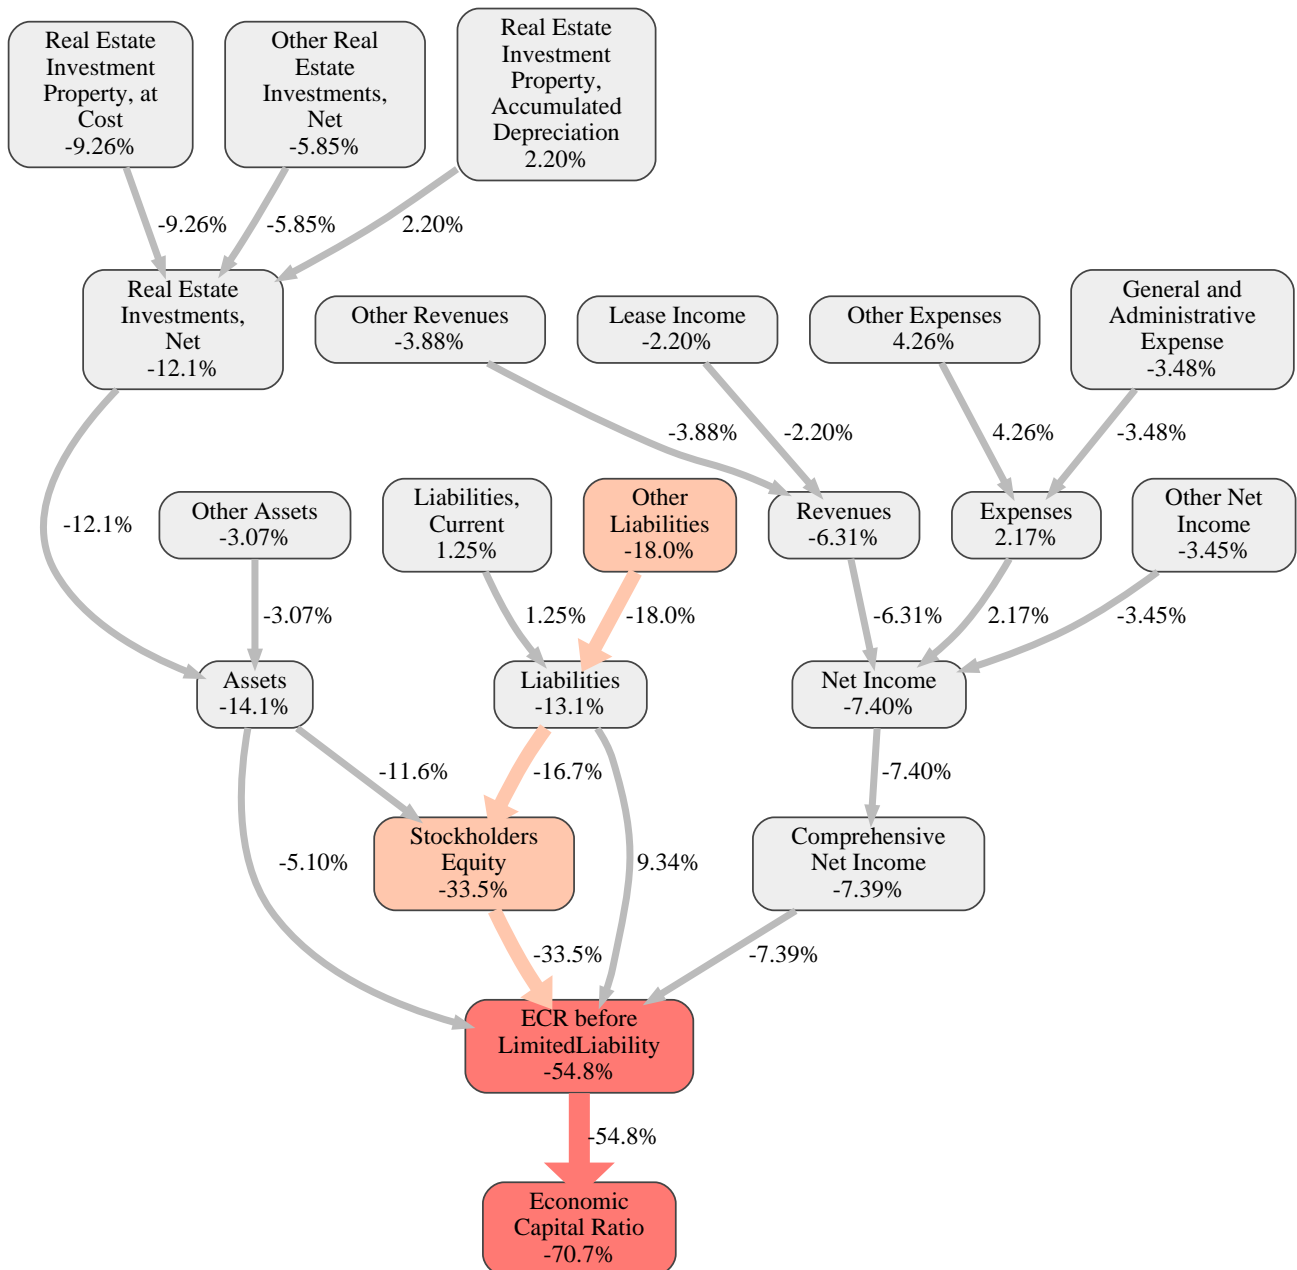 Real Estate
Investment
Property, at
Cost
-9.26%
Other Real
Estate
Investments,
Net
-5.85%
Real Estate
Investment
Property,
Accumulated
Depreciation
2.20%
-9.26%
-5.85%
2.20%
Real Estate
Investments,
Net
-12.1%
Other Revenues
-3.88%
Lease Income
-2.20%
Other Expenses
4.26%
General and
Administrative
Expense
-3.48%
-3.88%
-2.20%
4.26%
-3.48%
-12.1%
Other Assets
-3.07%
Liabilities,
Current
1.25%
Other
Liabilities
-18.0%
Revenues
-6.31%
Expenses
2.17%
Other Net
Income
-3.45%
-3.07%
1.25%
-18.0%
-6.31%
2.17%
-3.45%
Assets
-14.1%
Liabilities
-13.1%
Net Income
-7.40%
-11.6%
-16.7%
-7.40%
Stockholders
Equity
-33.5%
Comprehensive
Net Income
-7.39%
-5.10%
9.34%
-33.5%
-7.39%
ECR before
LimitedLiability
-54.8%
-54.8%
Economic
Capital Ratio
-70.7%